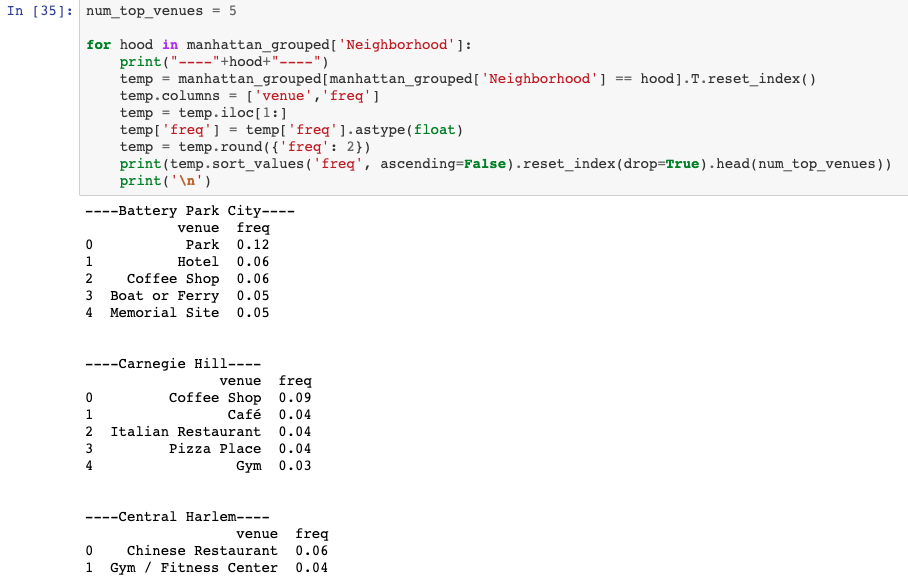 In [35]: num_top_venues = 5

for hood in manhattan_grouped['Neighborhood']:
    print("----"+hood+"----")
    temp = manhattan_grouped[manhattan_grouped['Neighborhood'] == hood].T.reset_index()
    temp.columns = ['venue','freq']
    temp = temp.iloc[1:]
    temp['freq'] = temp['freq'].astype(float)
    temp = temp.round({'freq': 2})
    print(temp.sort_values('freq', ascending=False).reset_index(drop=True).head(num_top_venues))
    print('\n')
----Battery Park City----
           venue  freq
0           Park  0.12
1          Hotel  0.06
2    Coffee Shop  0.06
3  Boat or Ferry  0.05
4  Memorial Site  0.05

----Carnegie Hill----
                venue  freq
0         Coffee Shop  0.09
1                Café  0.04
2  Italian Restaurant  0.04
3         Pizza Place  0.04
4                 Gym  0.03

----Central Harlem----
                  venue  freq
0    Chinese Restaurant  0.06
1  Gym / Fitness Center  0.04